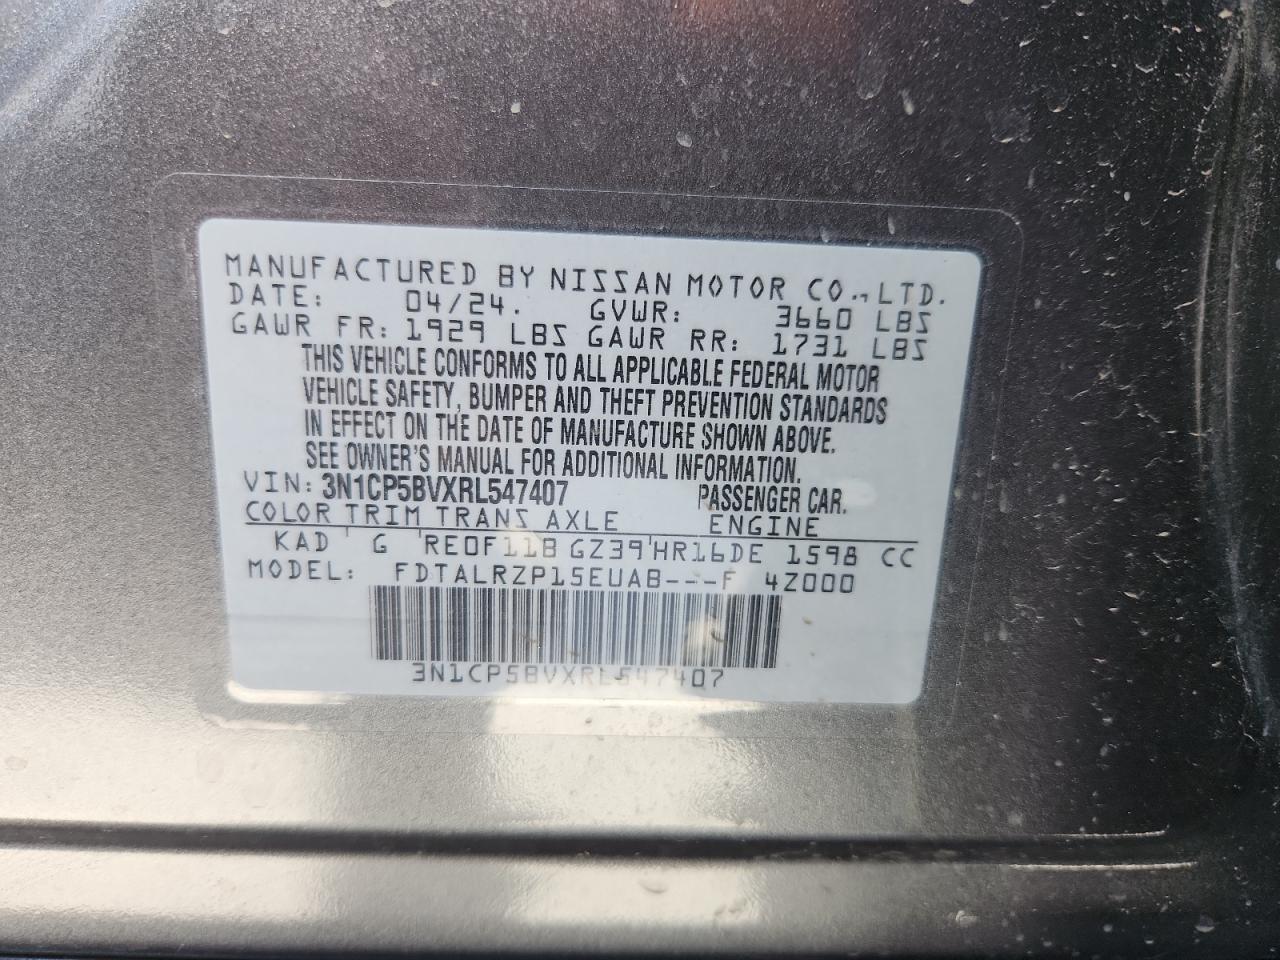 MANUFACTURED BY NISSAN MOTOR CO., LTD.
DATE: 04/24. GVWR: 3660 LBS
GAWR FR: 1929 LBS GAWR RR: 1731 LBS
THIS VEHICLE CONFORMS TO ALL APPLICABLE FEDERAL MOTOR
VEHICLE SAFETY, BUMPER AND THEFT PREVENTION STANDARDS
IN EFFECT ON THE DATE OF MANUFACTURE SHOWN ABOVE.
SEE OWNER'S MANUAL FOR ADDITIONAL INFORMATION.
VIN: 3N1CP5BVXRL547407 PASSENGER CAR.
COLOR TRIM TRANS AXLE ENGINE
KAD G RE0F11B GZ39 HR16DE 1598 CC
MODEL: FDTALRZP15EUAB---F 4Z000
3N1CP5BVXRL547407